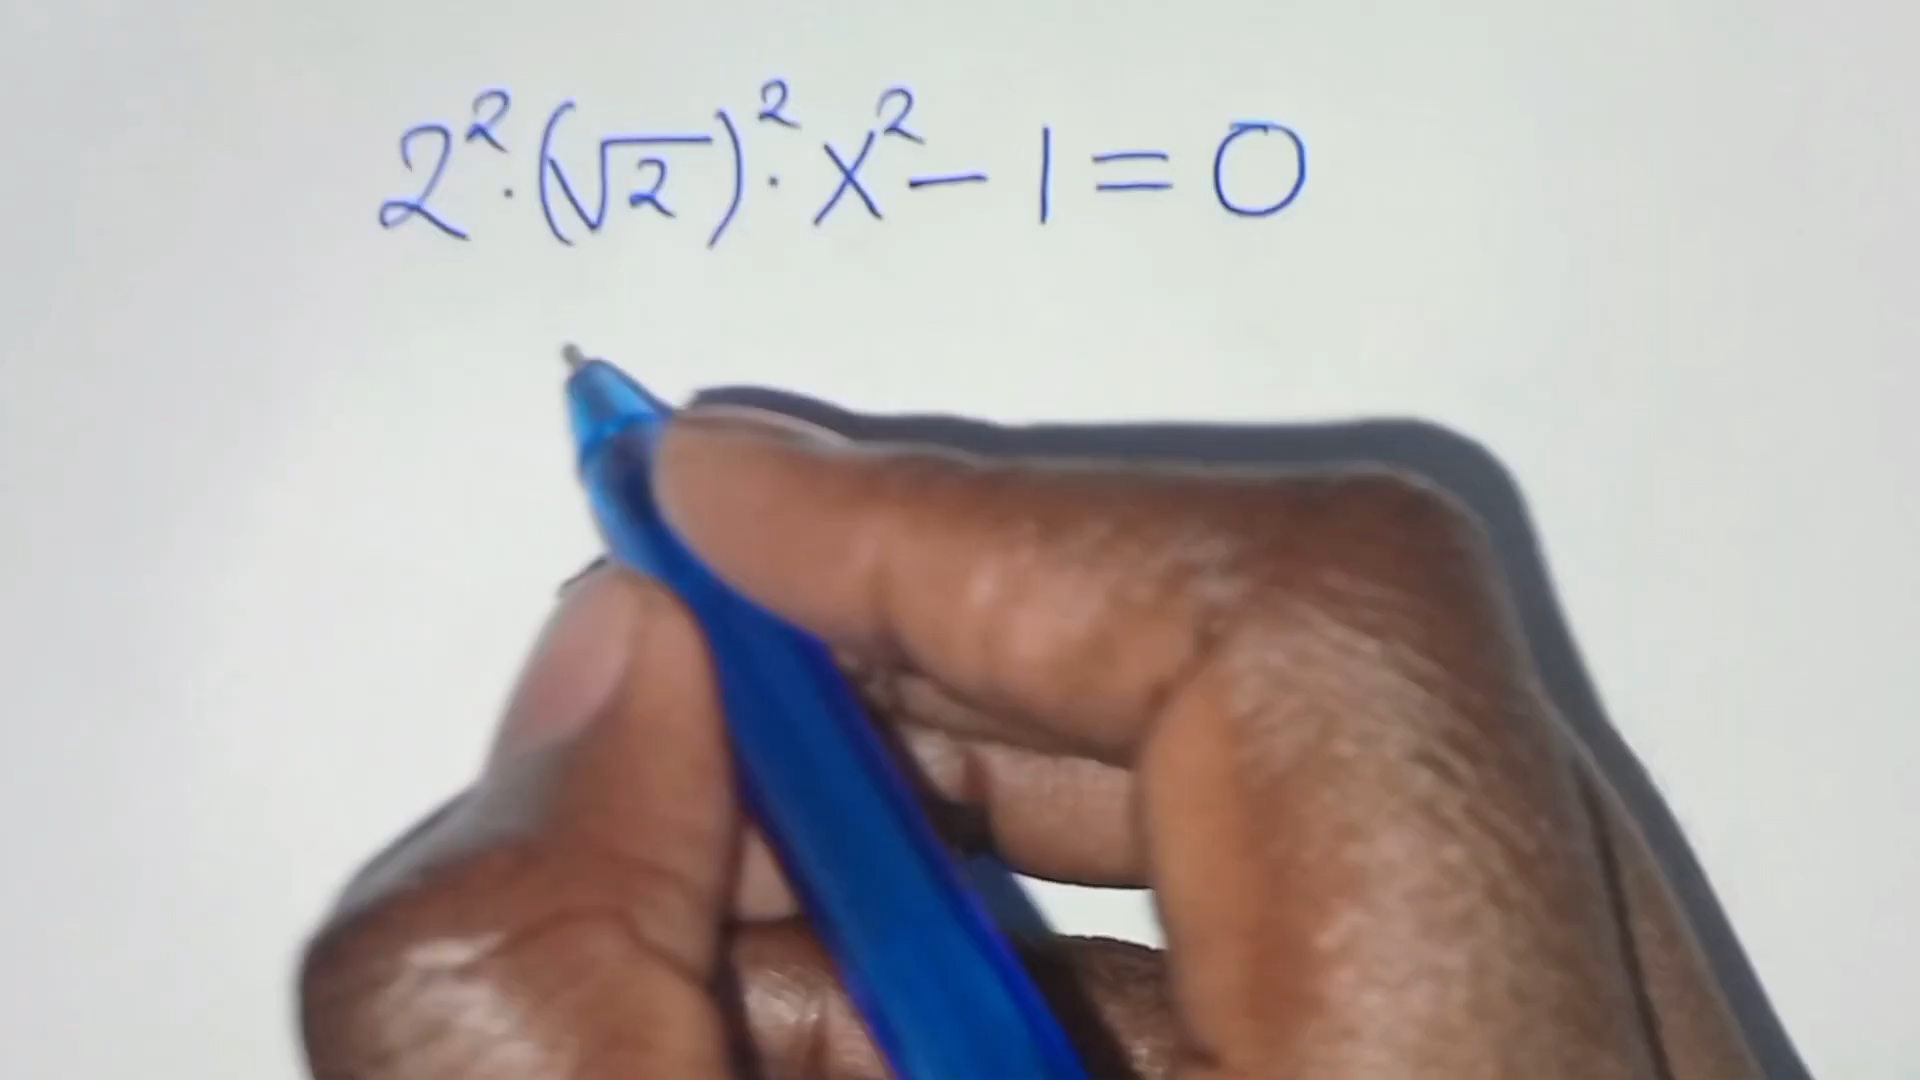 2²·(√2)²·x² - 1 = 0